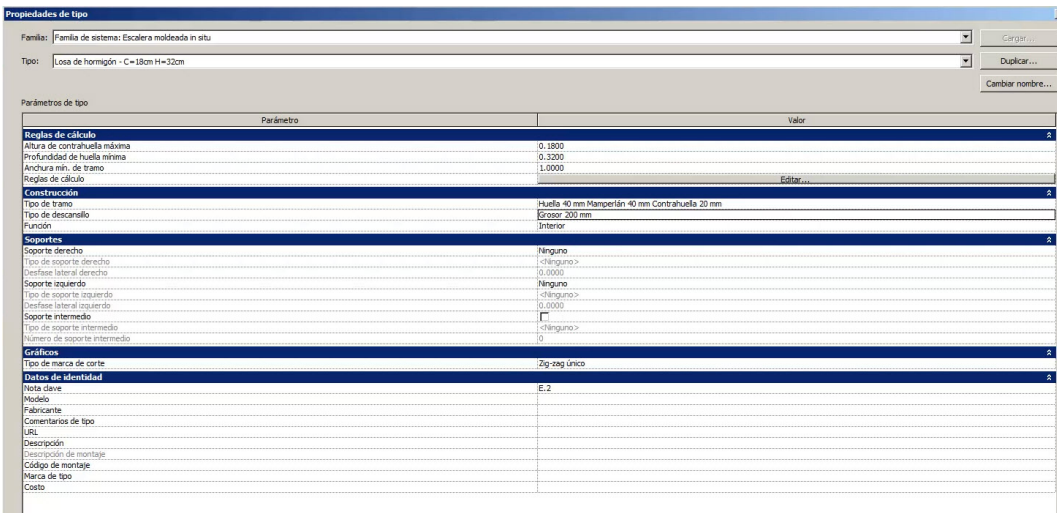 Propiedades de tipo
Familia: Familia de sistema: Escalera moldeada in situ Cargar...
Tipo: Losa de hormigón - C=18cm H=32cm Duplicar...
Cambiar nombre...
Parámetros de tipo
Parámetro Valor
Reglas de cálculo
Altura de contrahuella máxima 0.1800
Profundidad de huella mínima 0.3200
Anchura mín. de tramo 1.0000
Reglas de cálculo Editar...
Construcción
Tipo de tramo Huella 40 mm Mamperlán 40 mm Contrahuella 20 mm
Tipo de descansillo Grosor 200 mm
Función Interior
Soportes
Soporte derecho Ninguno
Tipo de soporte derecho <Ninguno>
Desfase lateral derecho 0.0000
Soporte izquierdo Ninguno
Tipo de soporte izquierdo <Ninguno>
Desfase lateral izquierdo 0.0000
Soporte intermedio
Tipo de soporte intermedio <Ninguno>
Número de soporte intermedio 0
Gráficos
Tipo de marca de corte Zig-zag único
Datos de identidad
Nota clave E.2
Modelo
Fabricante
Comentarios de tipo
URL
Descripción
Descripción de montaje
Código de montaje
Marca de tipo
Costo